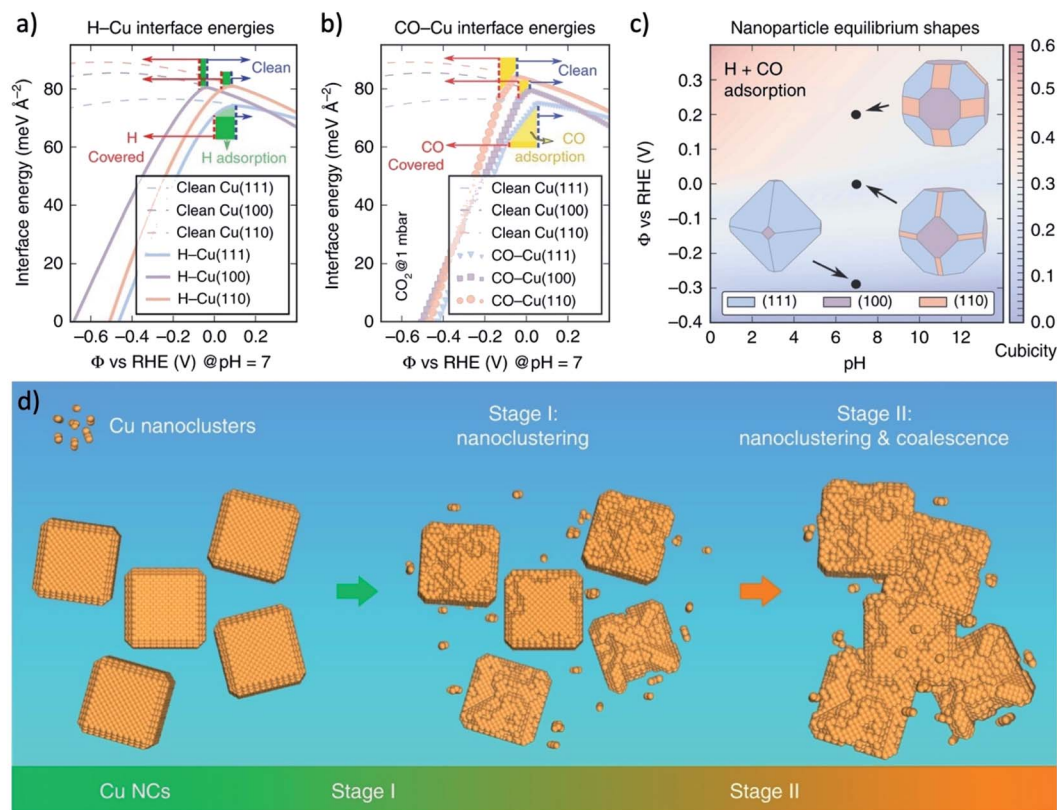 a)
H–Cu interface energies
Interface energy (meV Å⁻²)
80
60
40
20
0
Clean
H
Covered
H adsorption
Clean Cu(111)
Clean Cu(100)
Clean Cu(110)
H–Cu(111)
H–Cu(100)
H–Cu(110)
−0.6
−0.4
−0.2
0.0
0.2
Φ vs RHE (V) @pH = 7
b)
CO–Cu interface energies
Interface energy (meV Å⁻²)
80
60
40
20
0
Clean
CO
Covered
CO
adsorption
CO₂ @1 mbar
Clean Cu(111)
Clean Cu(100)
Clean Cu(110)
CO–Cu(111)
CO–Cu(100)
CO–Cu(110)
−0.6
−0.4
−0.2
0.0
0.2
Φ vs RHE (V) @pH = 7
c)
Nanoparticle equilibrium shapes
Φ vs RHE (V)
0.3
0.2
0.0
−0.1
−0.3
−0.4
H + CO
adsorption
(111)
(100)
(110)
0
2
4
6
8
10
12
pH
0.6
0.5
0.4
0.3
0.2
0.1
0.0
Cubicity
d)
Cu nanoclusters
Stage I:
nanoclustering
Stage II:
nanoclustering & coalescence
Cu NCs
Stage I
Stage II